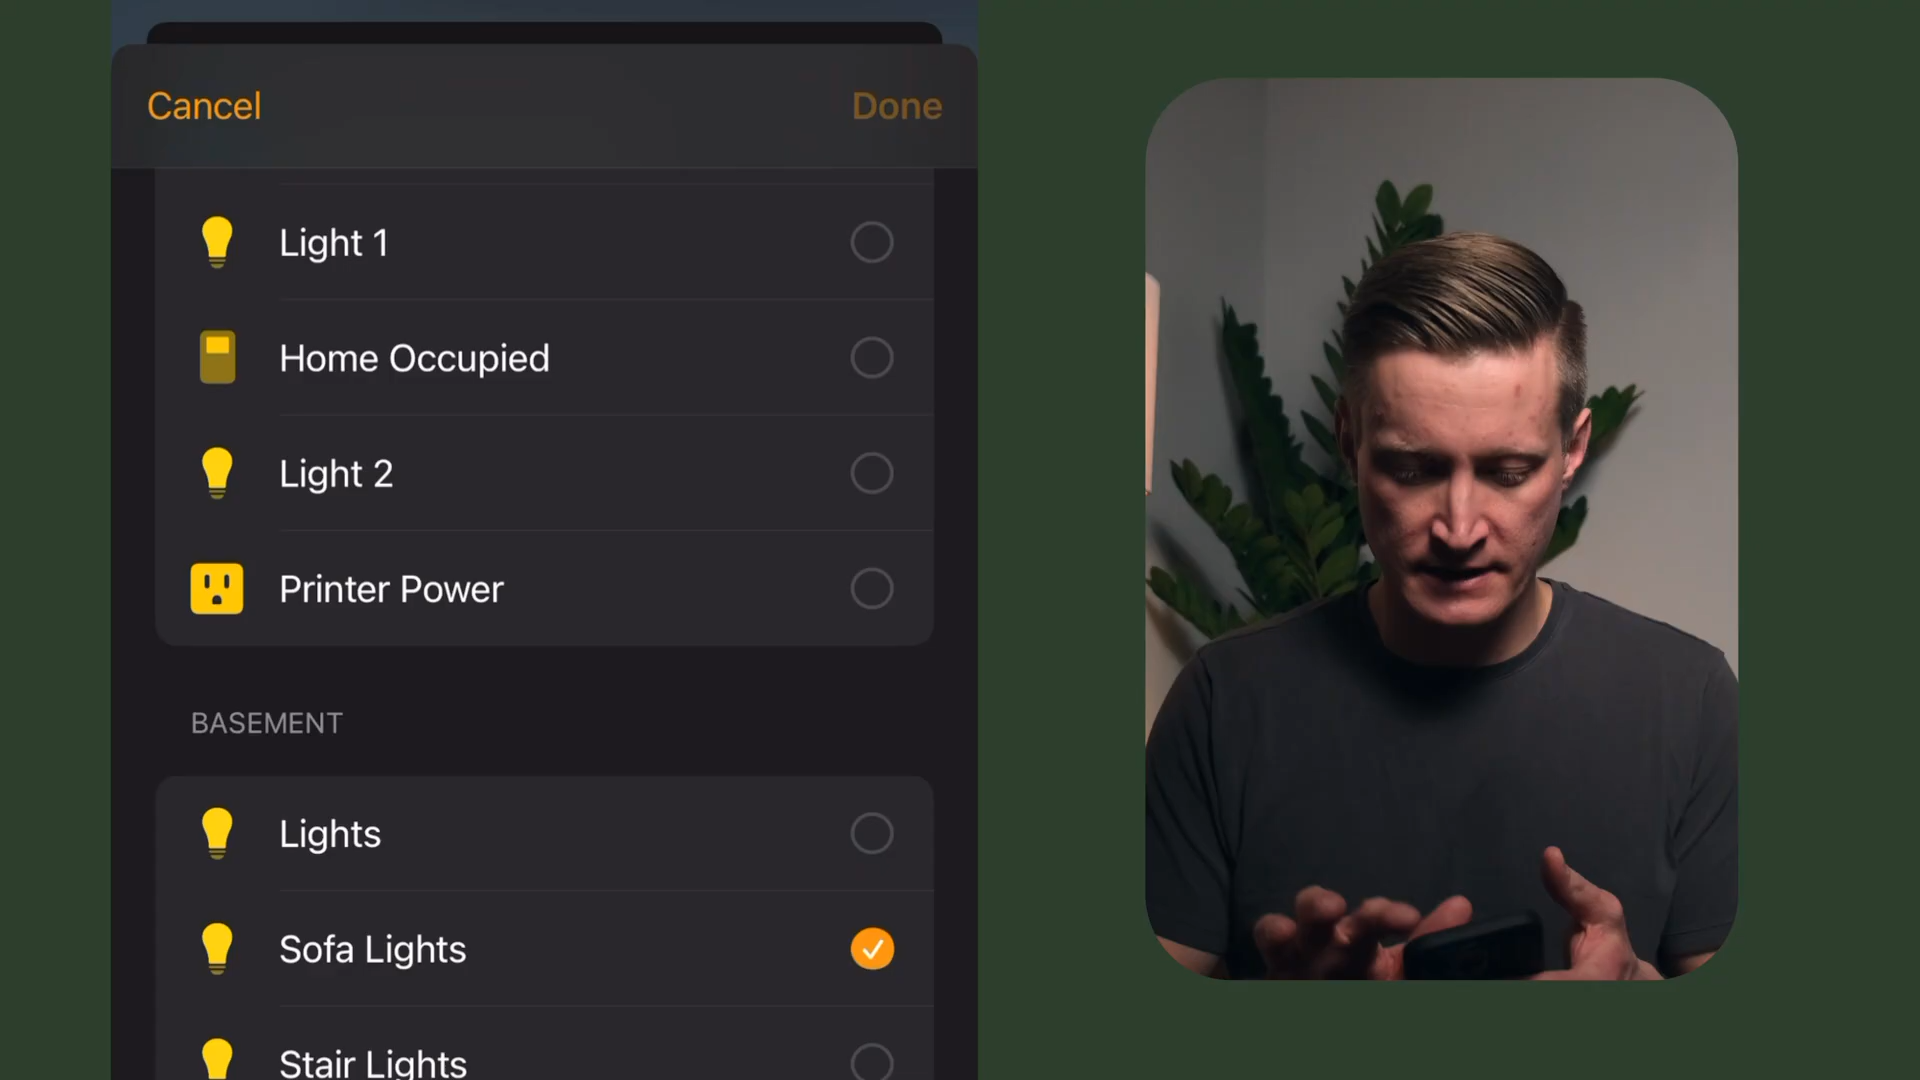 Cancel
Done
Light 1
Home Occupied
Light 2
Printer Power
BASEMENT
Lights
Sofa Lights
Stair Lights